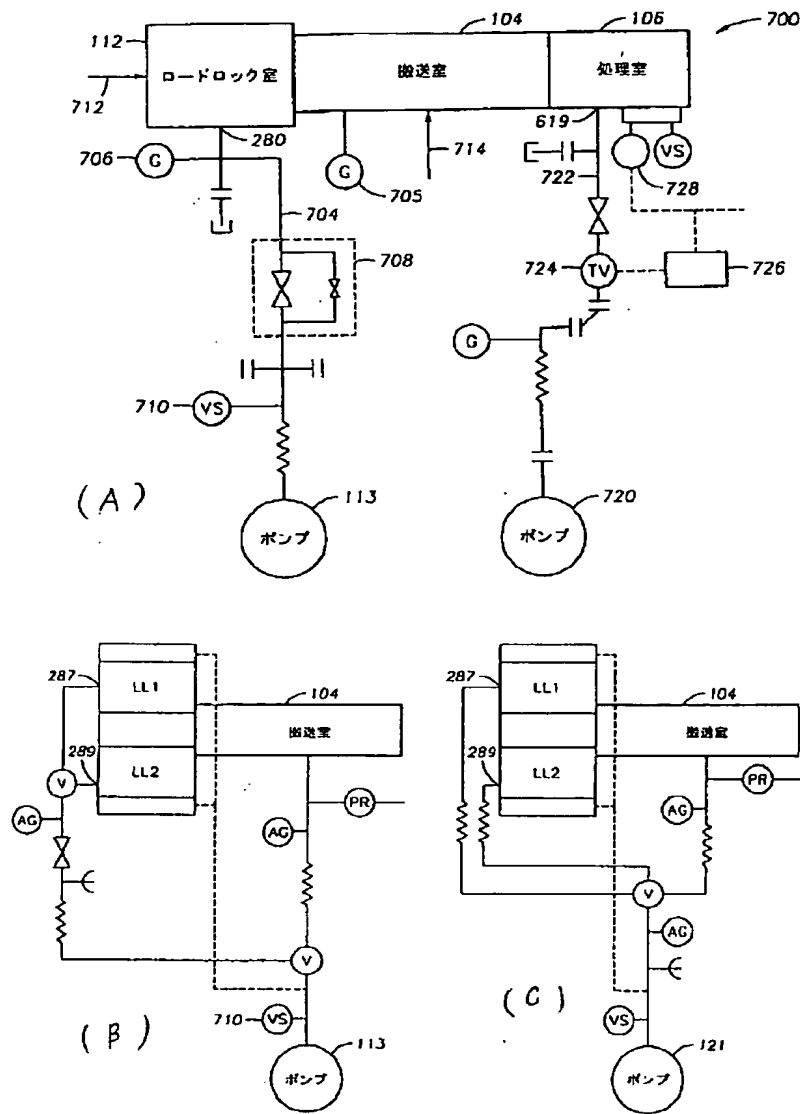 104
106
700
112
ロードロック室
搬送室
処理室
712
280
619
706
G
G
705
714
VS
722
728
704
708
724
TV
726
G
710
VS
(A)
113
ポンプ
720
ポンプ
287
LL1
104
搬送室
289
LL2
V
AG
AG
PR
V
(B)
710
VS
113
ポンプ
287
LL1
104
搬送室
289
LL2
PR
AG
V
AG
(C)
VS
121
ポンプ